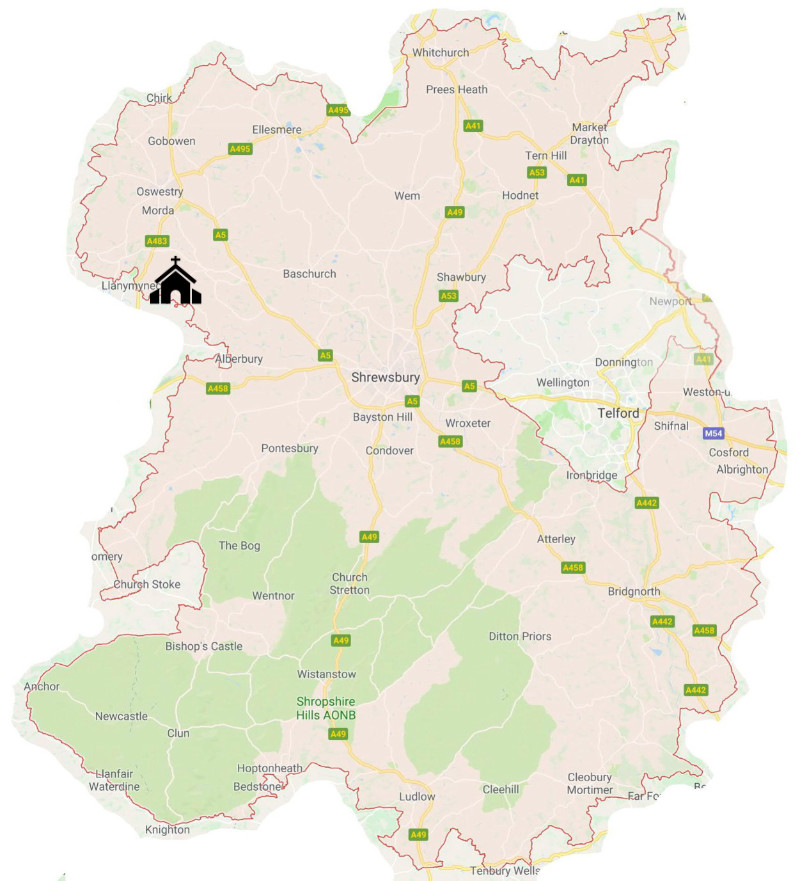 M
Whitchurch
Prees Heath
Chirk
A495
Ellesmere
A41
Market
Drayton
Gobowen
A495
Tern Hill
A53
A41
Oswestry
Wem
Hodnet
Morda
A49
A5
A483
Baschurch
Shawbury
Llanymyne
A53
Newport
A5
Alberbury
A41
Donnington
Shrewsbury
Wellington
A458
A5
Weston-u
A5
Telford
Bayston Hill
Wroxeter
Shifnal
M54
A458
Pontesbury
Condover
Cosford
Albrighton
Ironbridge
A442
A49
Atterley
The Bog
omery
A458
Church
Stretton
Church Stoke
Wentnor
Bridgnorth
A442
A458
Ditton Priors
A49
Bishop's Castle
Wistanstow
Anchor
A442
Shropshire
Hills AONB
Newcastle
Clun
A49
Hoptonheath
Llanfair
Waterdine
Bedstone
Cleobury
Mortimer
Cleehill
Ludlow
Far Fo
Knighton
A49
Tenbury Wells